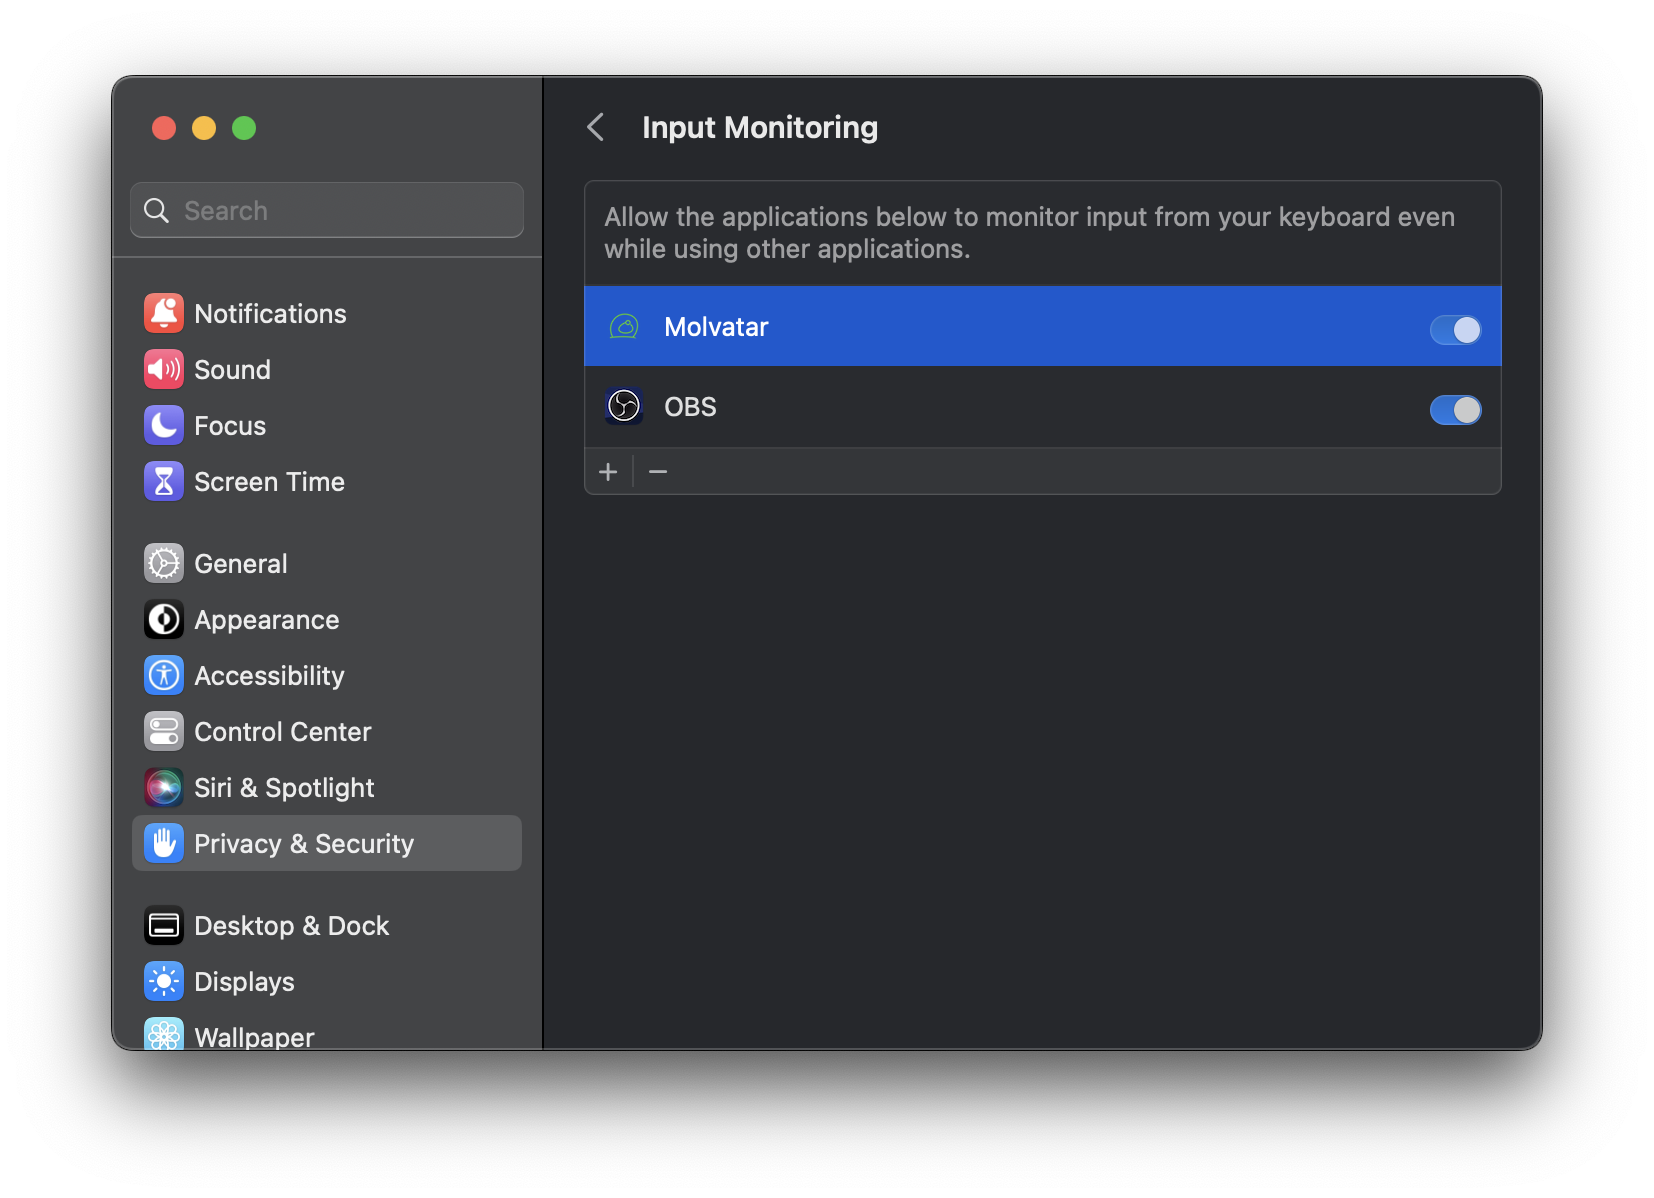 Search
Notifications
Sound
Focus
Screen Time
General
Appearance
Accessibility
Control Center
Siri & Spotlight
Privacy & Security
Desktop & Dock
Displays
Wallpaper
Input Monitoring
Allow the applications below to monitor input from your keyboard even
while using other applications.
Molvatar
OBS